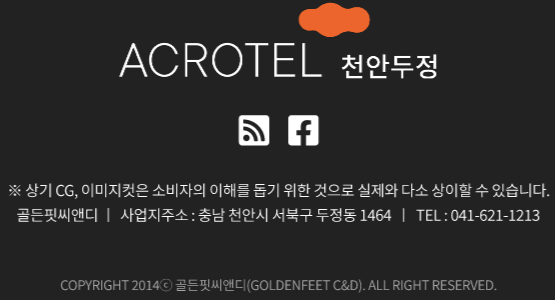 ACROTEL 천안두정
※ 상기 CG, 이미지컷은 소비자의 이해를 돕기 위한 것으로 실제와 다소 상이할 수 있습니다.
골든핏씨앤디 ㅣ 사업지주소 : 충남 천안시 서북구 두정동 1464 ㅣ TEL : 041-621-1213
COPYRIGHT 2014ⓒ 골든핏씨앤디(GOLDENFEET C&D). ALL RIGHT RESERVED.